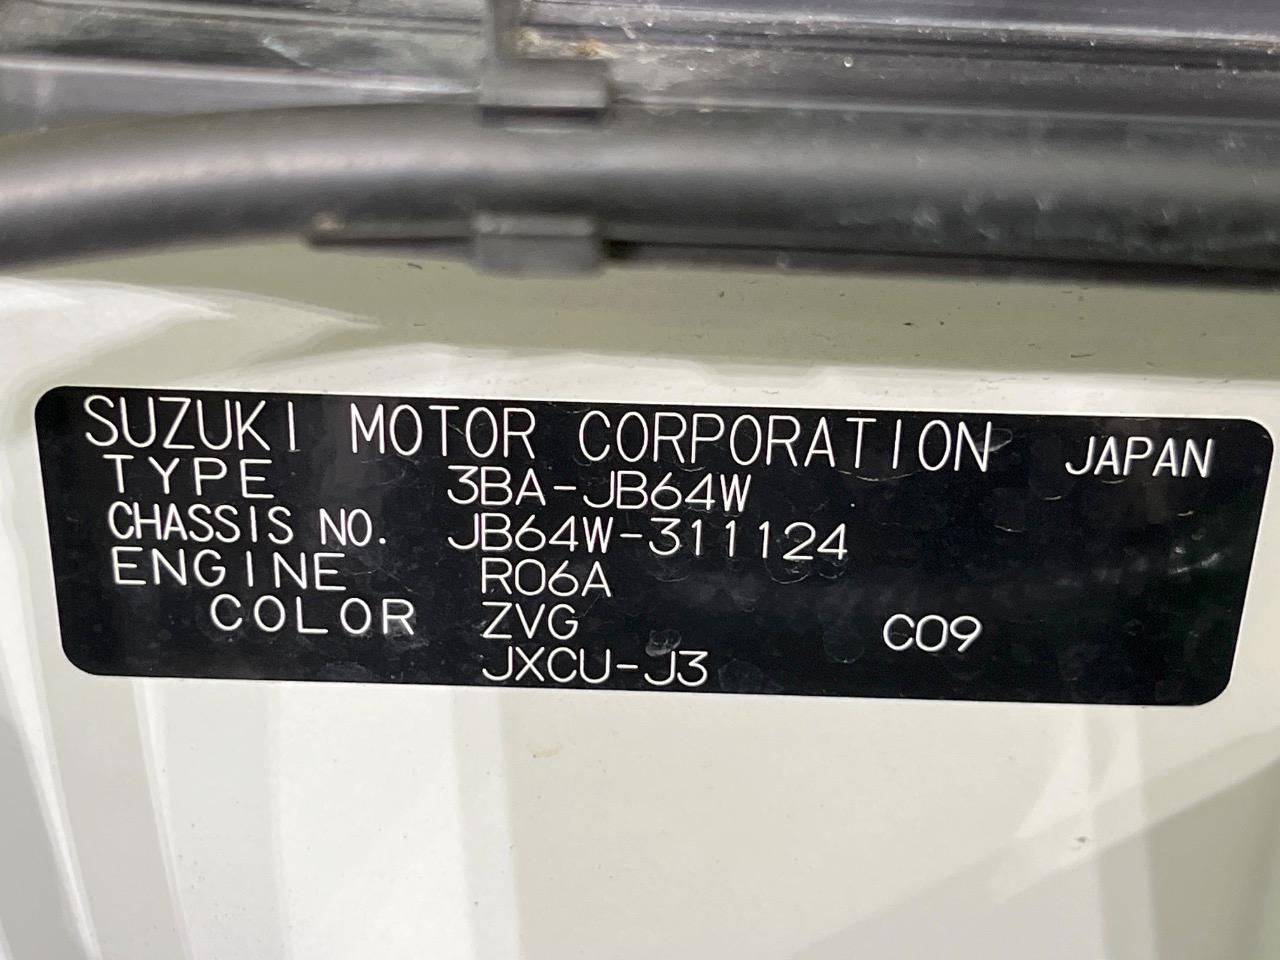 SUZUKI MOTOR CORPORATION JAPAN
TYPE 3BA-JB64W
CHASSIS NO. JB64W-311124
ENGINE R06A
COLOR ZVG C09
JXCU-J3